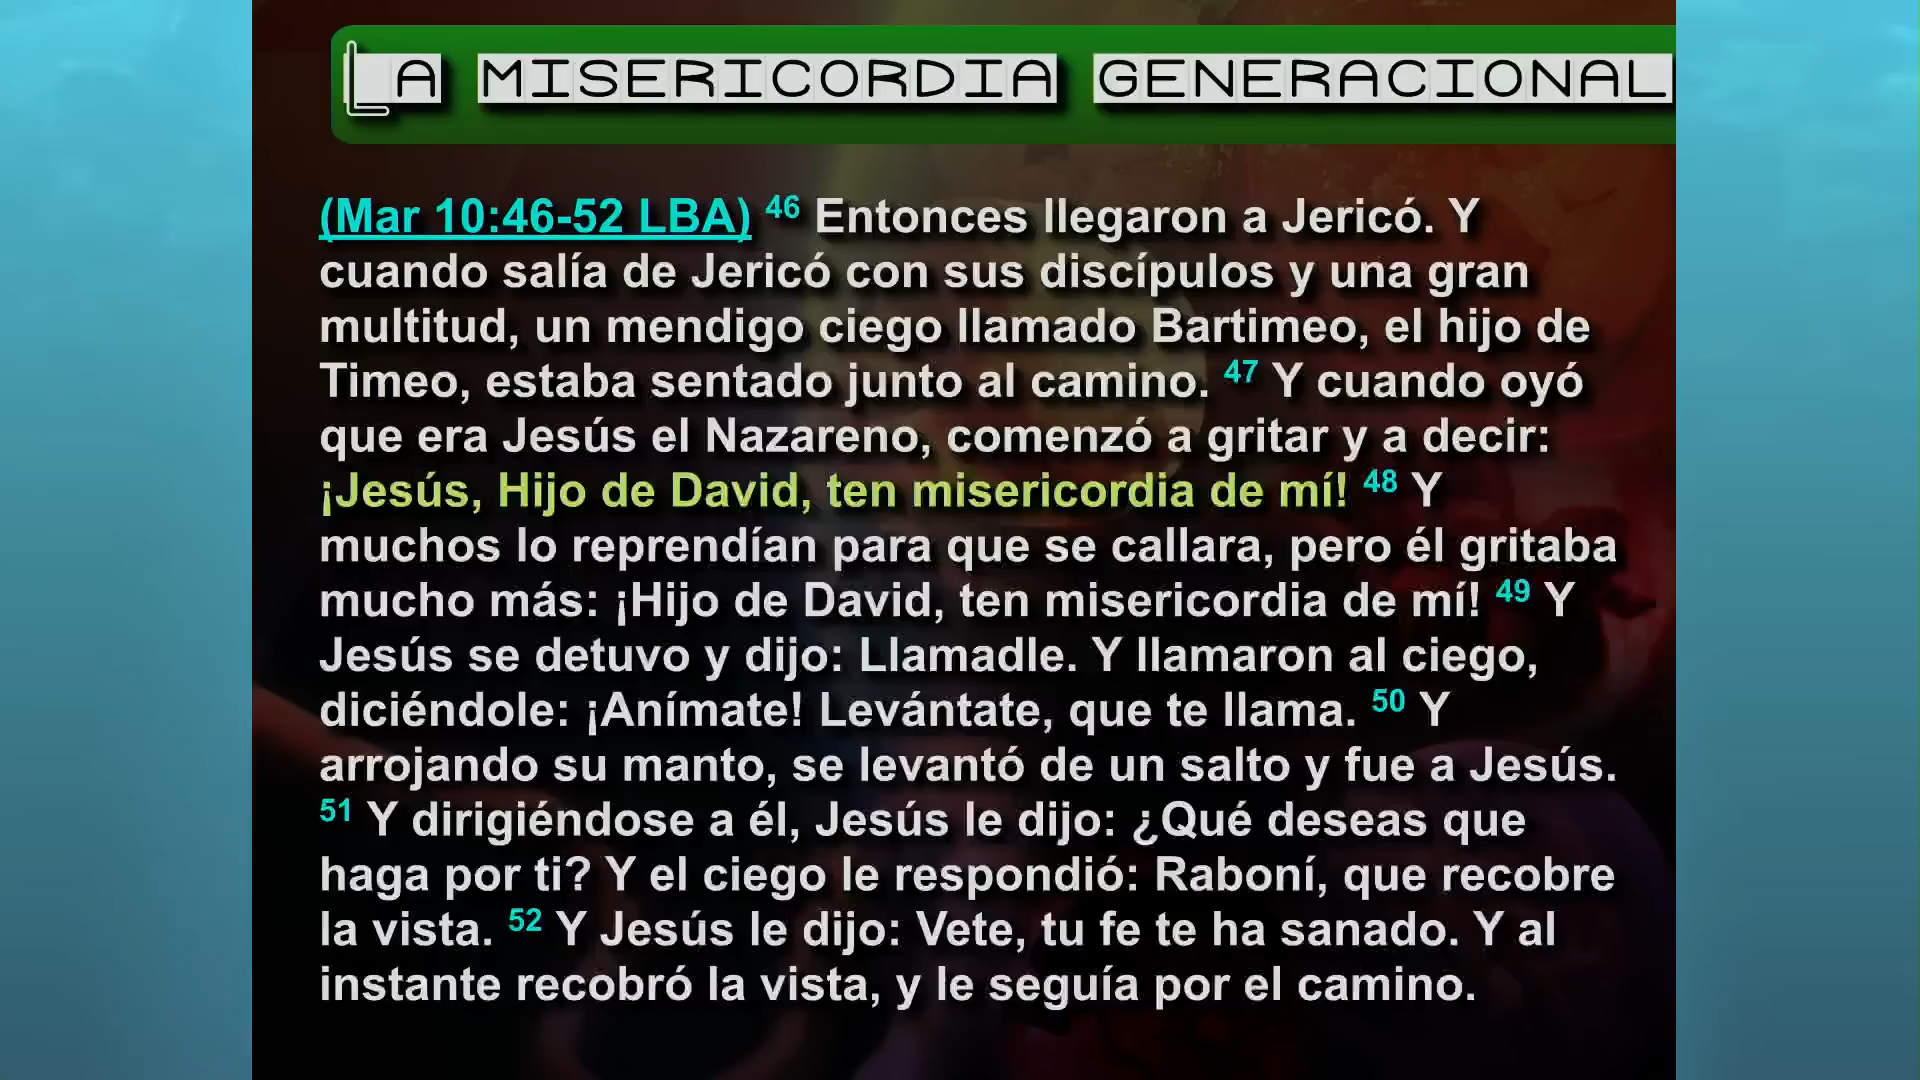 LA MISERICORDIA GENERACIONAL
(Mar 10:46-52 LBA) 46 Entonces llegaron a Jericó. Y
cuando salía de Jericó con sus discípulos y una gran
multitud, un mendigo ciego llamado Bartimeo, el hijo de
Timeo, estaba sentado junto al camino. 47 Y cuando oyó
que era Jesús el Nazareno, comenzó a gritar y a decir:
¡Jesús, Hijo de David, ten misericordia de mí! 48 Y
muchos lo reprendían para que se callara, pero él gritaba
mucho más: ¡Hijo de David, ten misericordia de mí! 49 Y
Jesús se detuvo y dijo: Llamadle. Y llamaron al ciego,
diciéndole: ¡Anímate! Levántate, que te llama. 50 Y
arrojando su manto, se levantó de un salto y fue a Jesús.
51 Y dirigiéndose a él, Jesús le dijo: ¿Qué deseas que
haga por ti? Y el ciego le respondió: Raboní, que recobre
la vista. 52 Y Jesús le dijo: Vete, tu fe te ha sanado. Y al
instante recobró la vista, y le seguía por el camino.